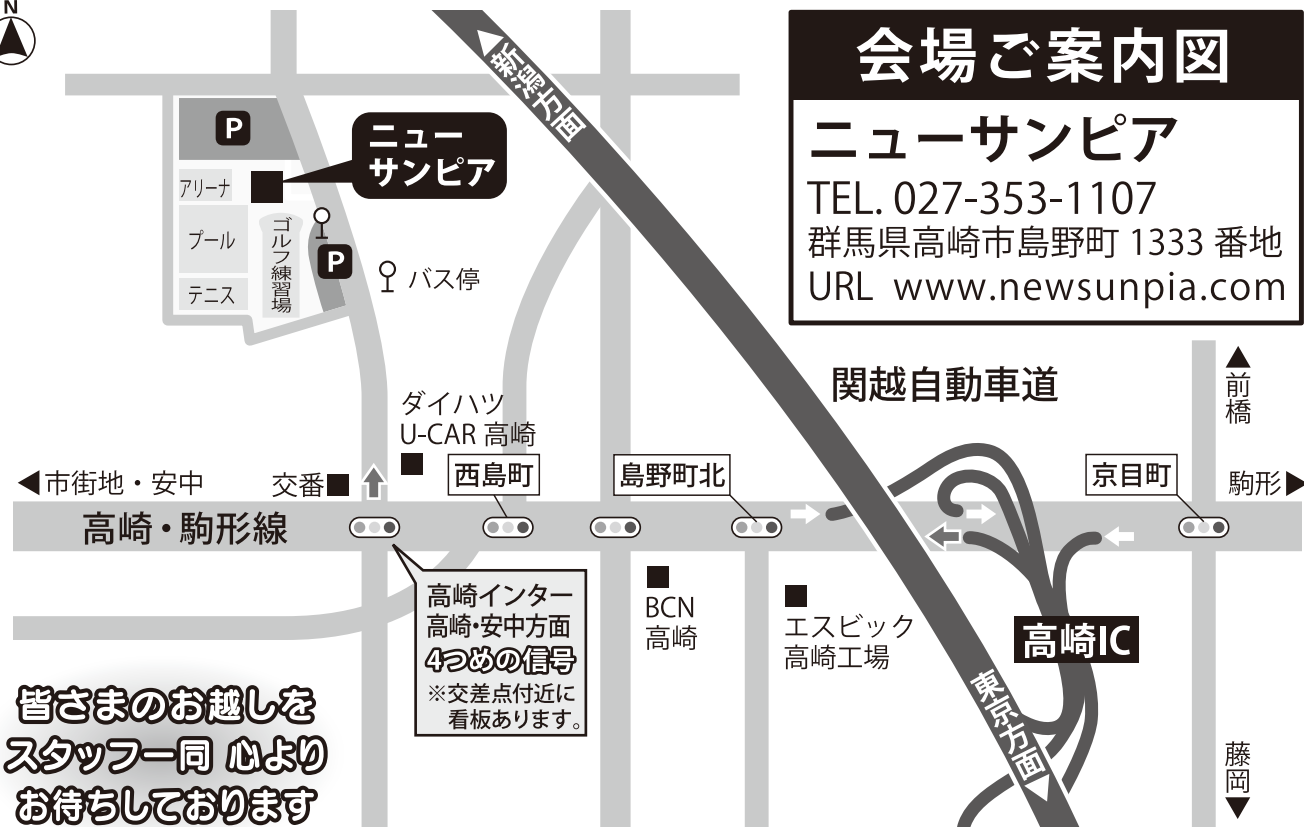 N
会場ご案内図
ニューサンピア
TEL. 027-353-1107
群馬県高崎市島野町 1333 番地
URL www.newsunpia.com
▲新潟方面
P
ニュー
サンピア
アリーナ
プール
テニス
ゴルフ練習場
P
バス停
関越自動車道
▲前橋
ダイハツ
U-CAR 高崎
◀市街地・安中
交番■
西島町
島野町北
京目町
駒形▶
高崎・駒形線
高崎インター
高崎・安中方面
4つめの信号
※交差点付近に
看板あります。
BCN
高崎
エスビック
高崎工場
高崎IC
東京方面▼
藤岡▼
皆さまのお越しを
スタッフ一同 心より
お待ちしております